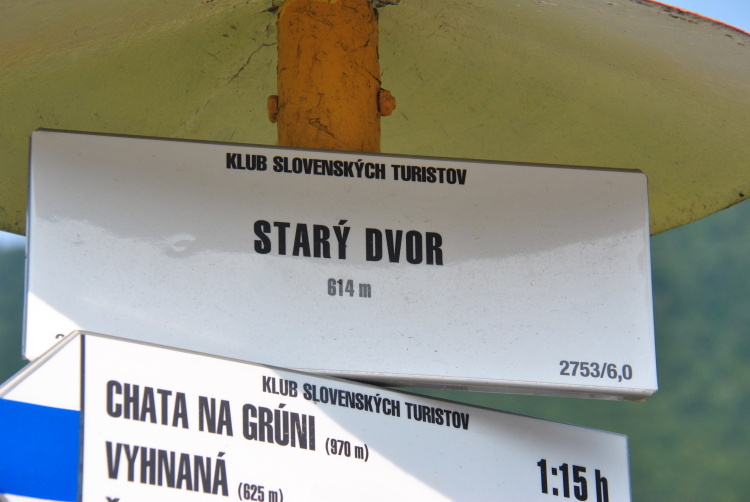 KLUB SLOVENSKÝCH TURISTOV
STARÝ DVOR
614 m
2753/6,0
KLUB SLOVENSKÝCH TURISTOV
CHATA NA GRÚNI (970 m)
VYHNANÁ (625 m)
1:15 h